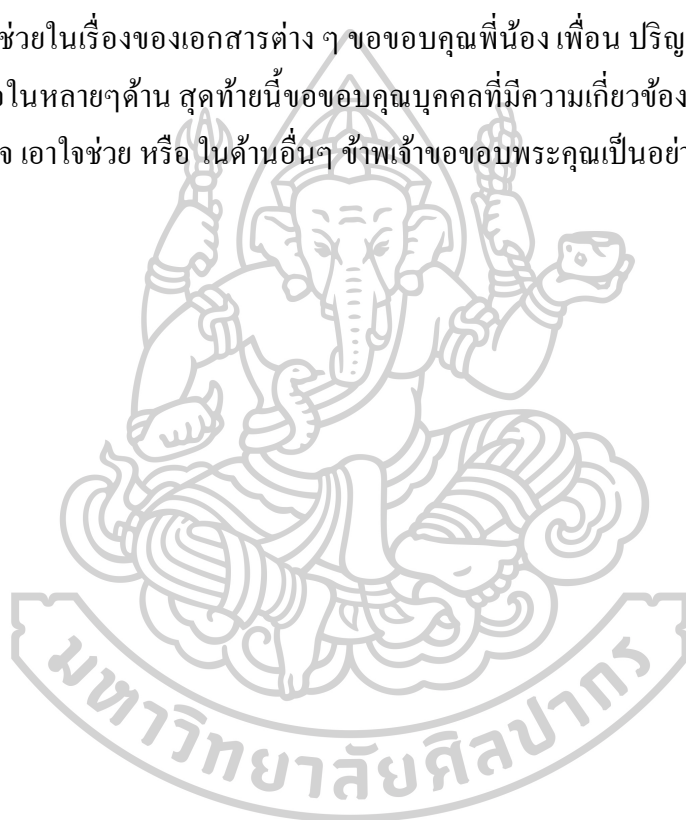 ช่วยในเรื่องของเอกสารต่าง ๆ ขอขอบคุณพี่น้อง เพื่อน ปริญ
ในหลายๆด้าน สุดท้ายนี้ขอขอบคุณบุคคลที่มีความเกี่ยวข้อง
จ เอาใจช่วย หรือ ในด้านอื่นๆ ข้าพเจ้าขอขอบพระคุณเป็นอย่า
มหาวิทยาลัยศิลปากร